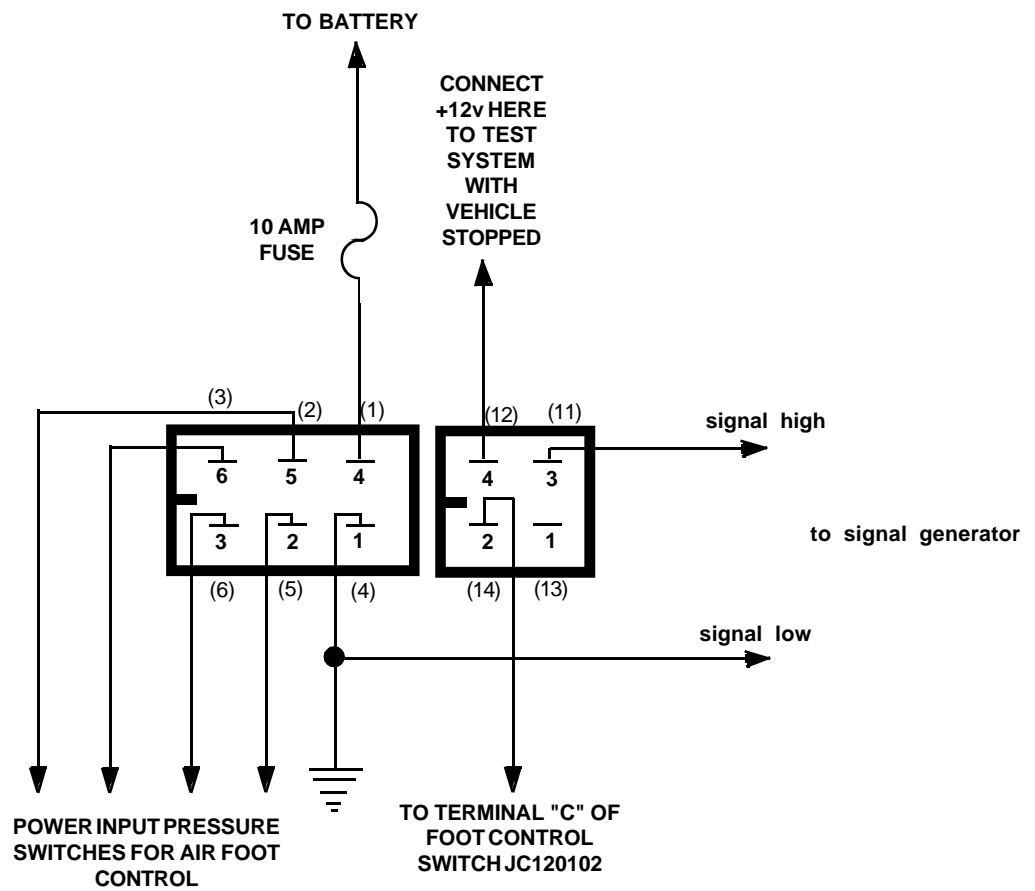 TO BATTERY
CONNECT
+12v HERE
TO TEST
SYSTEM
WITH
VEHICLE
STOPPED
10 AMP
FUSE
(3)
(2)
(1)
(12)
(11)
signal high
6
5
4
4
3
to signal generator
3
2
1
2
1
(6)
(5)
(4)
(14)
(13)
signal low
POWER INPUT PRESSURE
SWITCHES FOR AIR FOOT
CONTROL
TO TERMINAL "C" OF
FOOT CONTROL
SWITCH JC120102